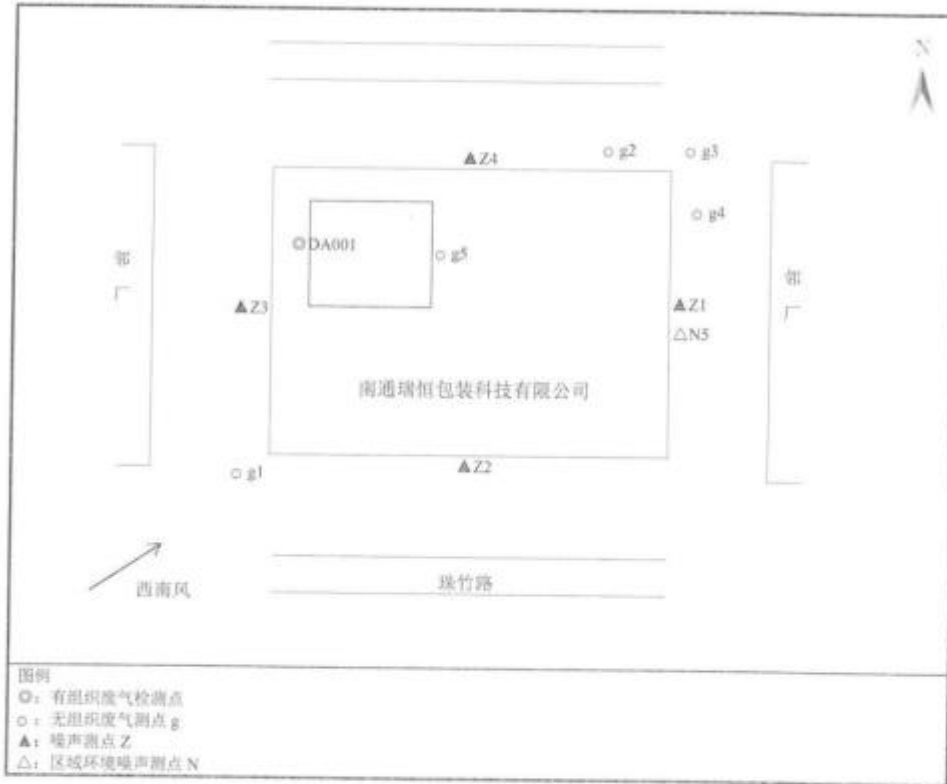 N
▲Z4
○ g2
○ g3
○ g4
◎DA001
○ g5
邻厂
邻厂
▲Z3
▲Z1
△N5
南通瑞恒包装科技有限公司
○ g1
▲Z2
西南风
珠竹路
图例
◎：有组织废气检测点
○：无组织废气测点 g
▲：噪声测点 Z
△：区域环境噪声测点 N